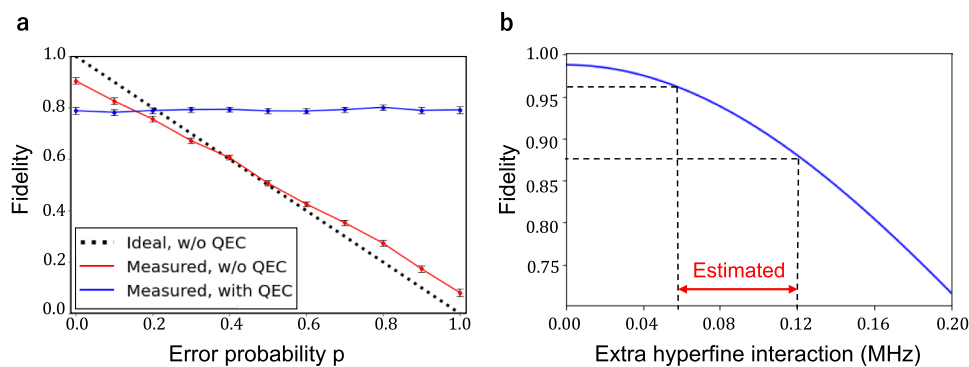 a
1.0
0.8
0.6
0.4
0.2
0.0
Fidelity
Ideal, w/o QEC
Measured, w/o QEC
Measured, with QEC
0.0 0.2 0.4 0.6 0.8 1.0
Error probability p
b
1.00
0.95
0.90
0.85
0.80
0.75
Fidelity
Estimated
0.00 0.04 0.08 0.12 0.16 0.20
Extra hyperfine interaction (MHz)